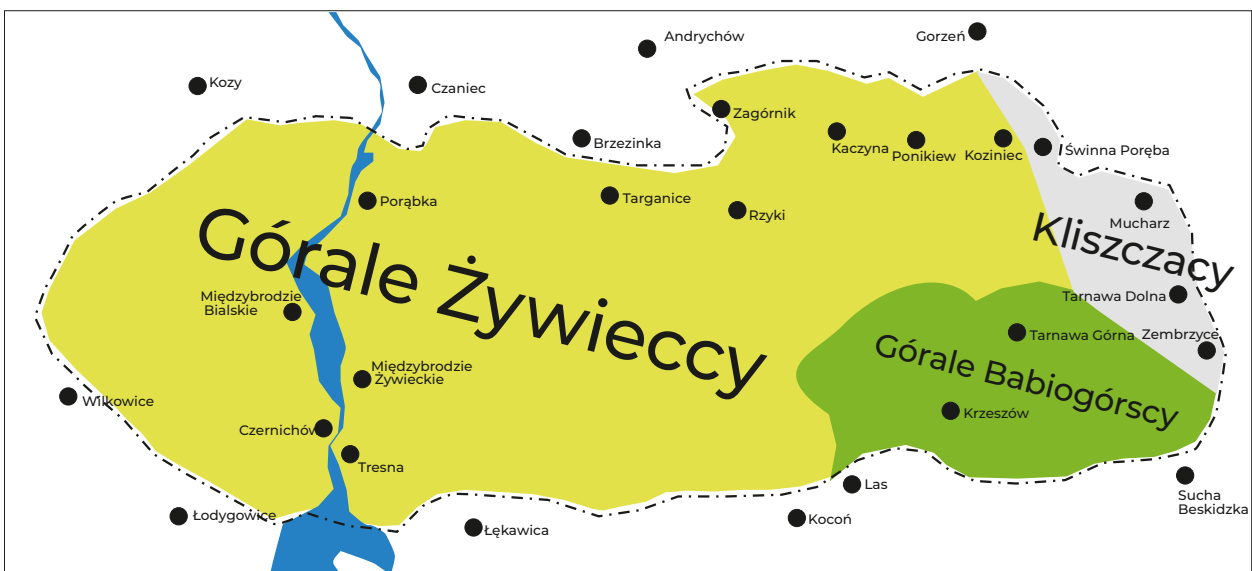 Gorzeń
Andrychów
Kozy
Czaniec
Zagórnik
Brzezinka
Kaczyna
Ponikiew
Koziniec
Świnna Poręba
Porąbka
Targanice
Rzyki
Mucharz
Kliszczacy
Górale Żywieccy
Międzybrodzie
Bialskie
Tarnawa Dolna
Tarnawa Górna
Zembrzyce
Górale Babiogórscy
Międzybrodzie
Żywieckie
Wilkowice
Krzeszów
Czernichów
Tresna
Las
Sucha
Beskidzka
Łodygowice
Łękawica
Kocoń